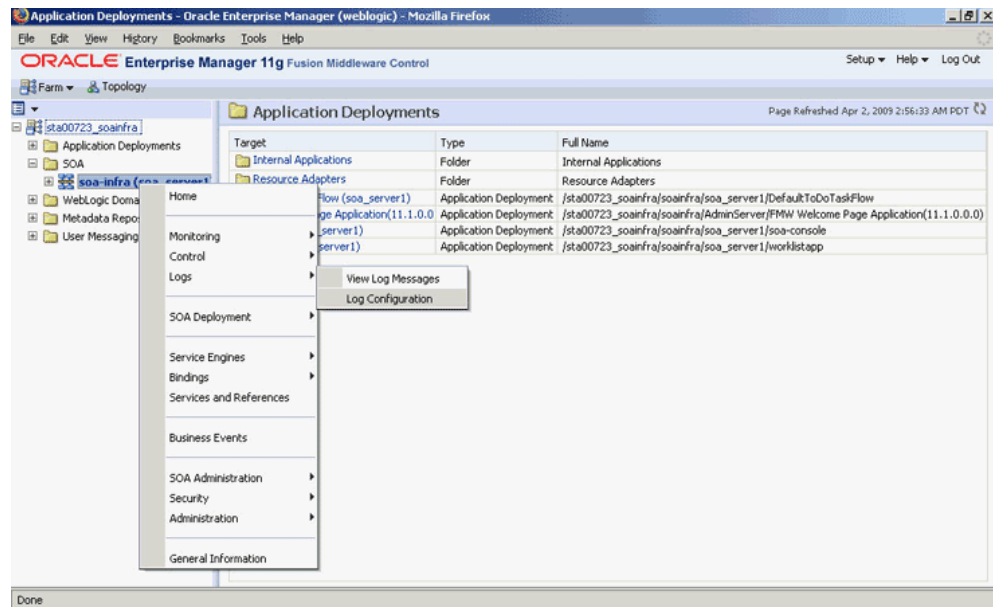 Application Deployments - Oracle Enterprise Manager (weblogic) - Mozilla Firefox
File Edit View History Bookmarks Tools Help
ORACLE Enterprise Manager 11g Fusion Middleware Control
Setup Help Log Out
Farm Topology
sta00723_soainfra
Application Deployments
SOA
soa-infra (soa_server1
WebLogic Doma
Metadata Repos
User Messaging
Application Deployments
Page Refreshed Apr 2, 2009 2:56:33 AM PDT
Target Type Full Name
Internal Applications Folder Internal Applications
Resource Adapters Folder Resource Adapters
Flow (soa_server1) Application Deployment /sta00723_soainfra/soainfra/soa_server1/DefaultToDoTaskFlow
ge Application(11.1.0.0 Application Deployment /sta00723_soainfra/soainfra/AdminServer/FMW Welcome Page Application(11.1.0.0.0)
_server1) Application Deployment /sta00723_soainfra/soainfra/soa_server1/soa-console
server1) Application Deployment /sta00723_soainfra/soainfra/soa_server1/worklistapp
Home
Monitoring
Control
Logs
SOA Deployment
Service Engines
Bindings
Services and References
Business Events
SOA Administration
Security
Administration
General Information
View Log Messages
Log Configuration
Done